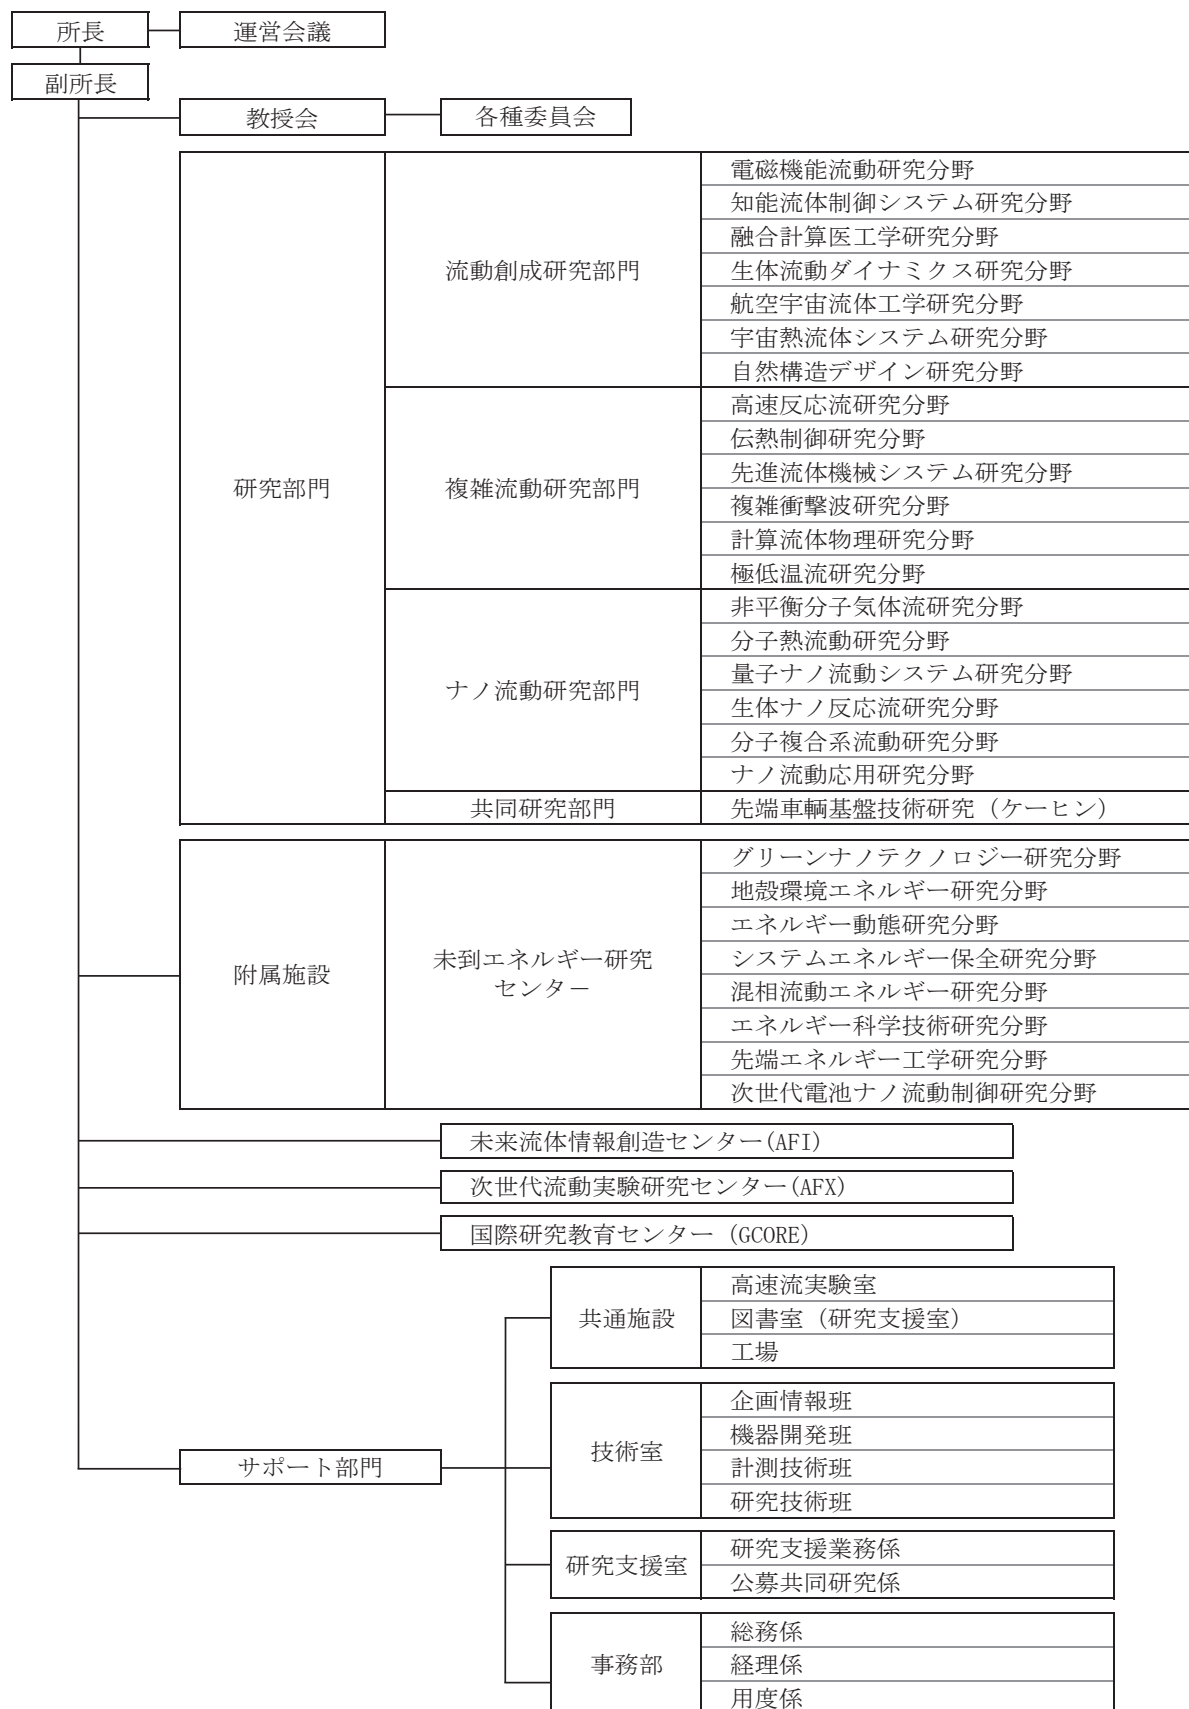 所長
運営会議
副所長
教授会
各種委員会
研究部門
流動創成研究部門
電磁機能流動研究分野
知能流体制御システム研究分野
融合計算医工学研究分野
生体流動ダイナミクス研究分野
航空宇宙流体工学研究分野
宇宙熱流体システム研究分野
自然構造デザイン研究分野
複雑流動研究部門
高速反応流研究分野
伝熱制御研究分野
先進流体機械システム研究分野
複雑衝撃波研究分野
計算流体物理研究分野
極低温流研究分野
ナノ流動研究部門
非平衡分子気体流研究分野
分子熱流動研究分野
量子ナノ流動システム研究分野
生体ナノ反応流研究分野
分子複合系流動研究分野
ナノ流動応用研究分野
共同研究部門
先端車輌基盤技術研究（ケーヒン）
附属施設
未到エネルギー研究
センター
グリーンナノテクノロジー研究分野
地殻環境エネルギー研究分野
エネルギー動態研究分野
システムエネルギー保全研究分野
混相流動エネルギー研究分野
エネルギー科学技術研究分野
先端エネルギー工学研究分野
次世代電池ナノ流動制御研究分野
未来流体情報創造センター(AFI)
次世代流動実験研究センター(AFX)
国際研究教育センター（GCORE）
サポート部門
共通施設
高速流実験室
図書室（研究支援室）
工場
技術室
企画情報班
機器開発班
計測技術班
研究技術班
研究支援室
研究支援業務係
公募共同研究係
事務部
総務係
経理係
用度係